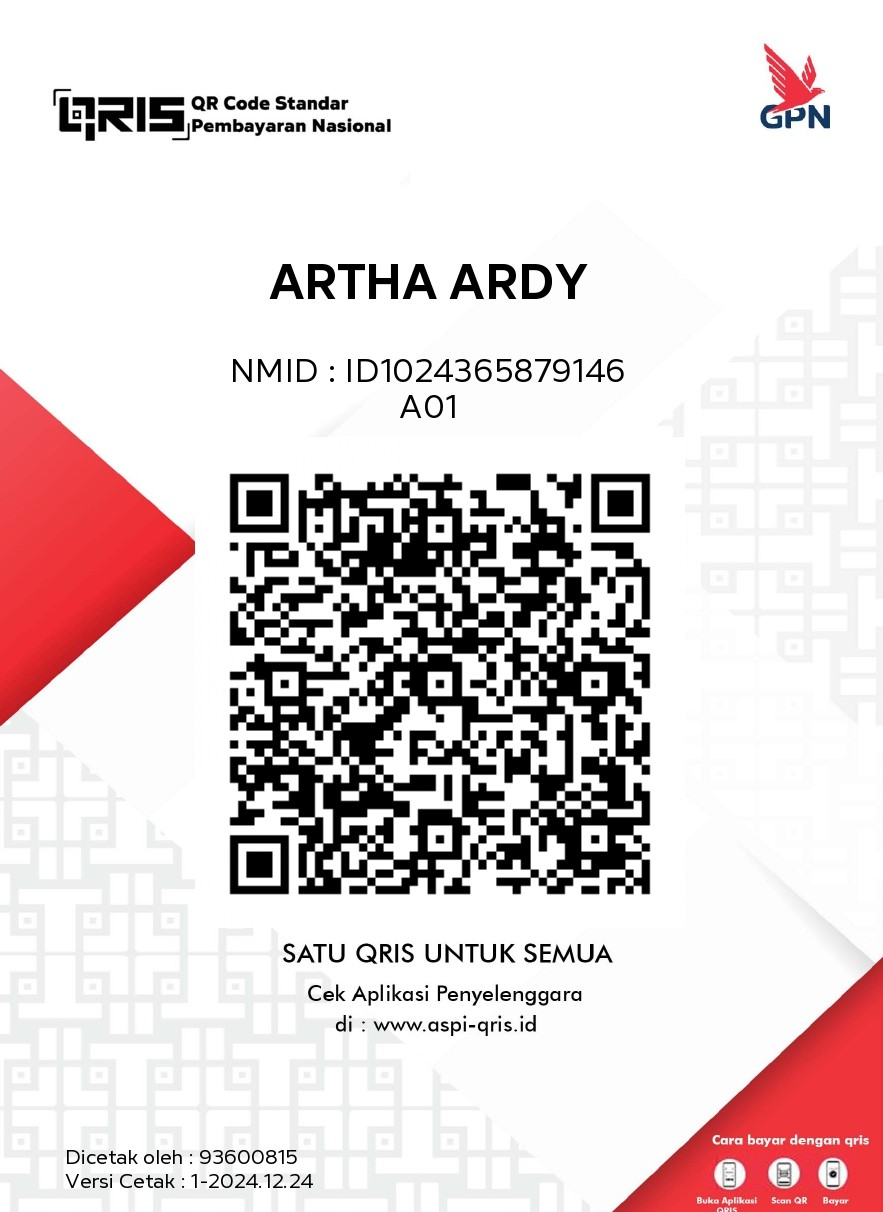 QRIS QR Code Standar
Pembayaran Nasional
GPN
ARTHA ARDY
NMID : ID1024365879146
A01
SATU QRIS UNTUK SEMUA
Cek Aplikasi Penyelenggara
di : www.aspi-qris.id
Dicetak oleh : 93600815
Versi Cetak : 1-2024.12.24
Cara bayar dengan qris
Buka Aplikasi QRIS
Scan QR
Bayar